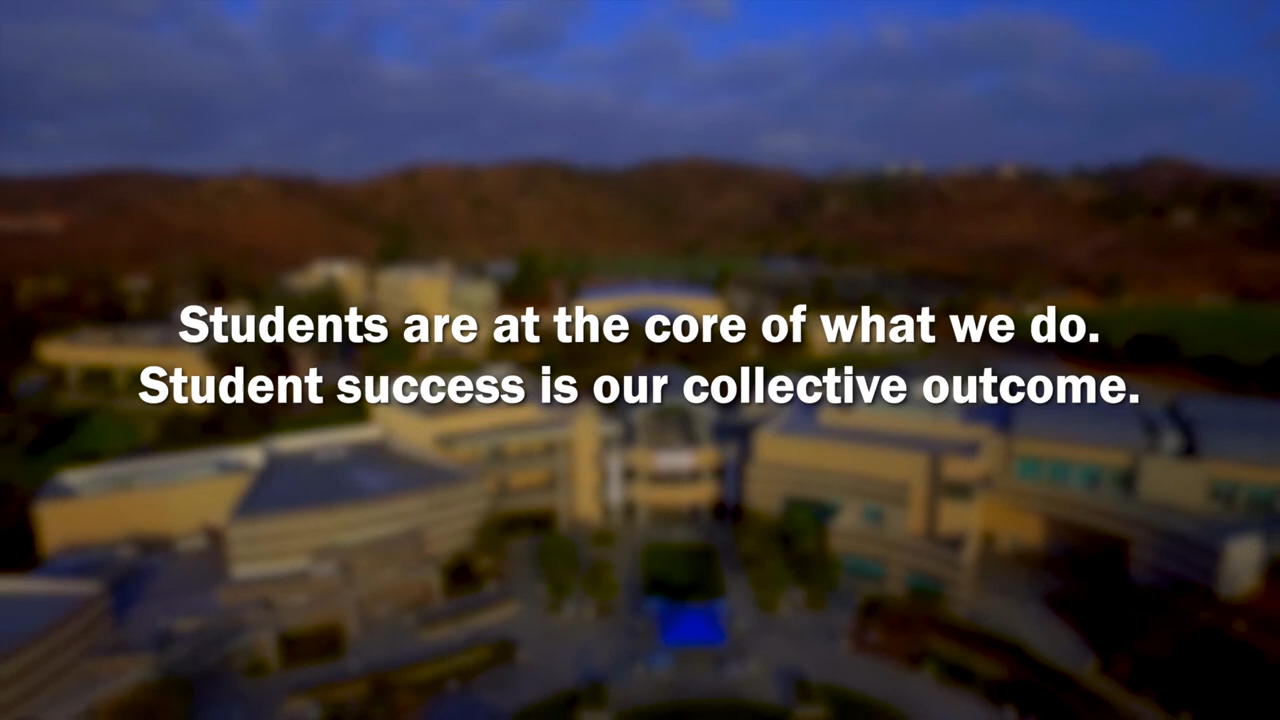 Students are at the core of what we do.
Student success is our collective outcome.